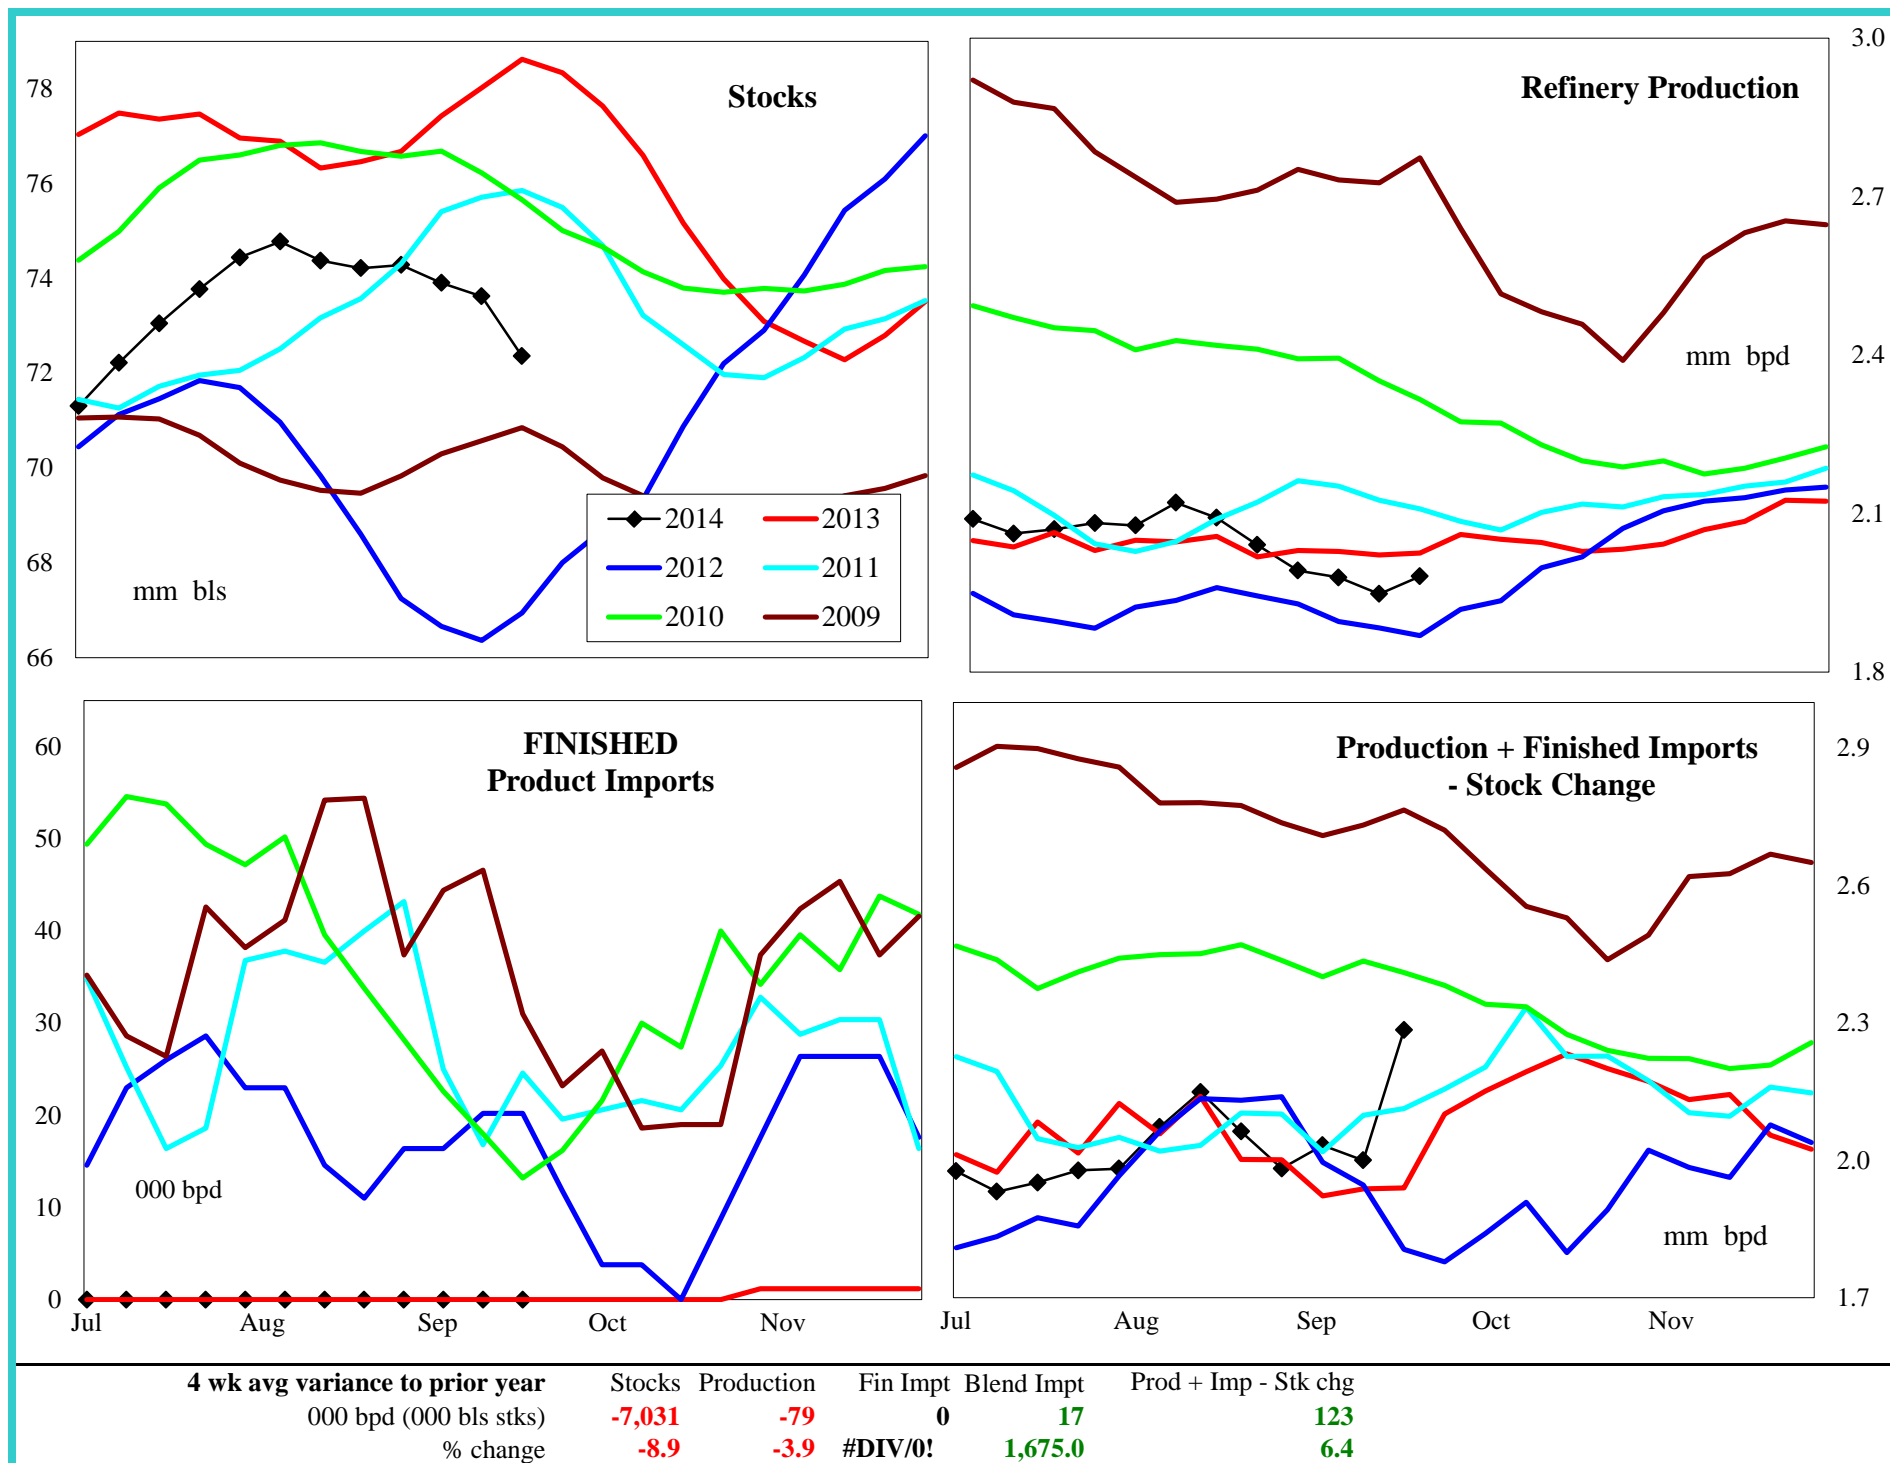 Stocks
78
76
74
72
70
68
66
mm bls
2014
2013
2012
2011
2010
2009
Refinery Production
3.0
2.7
2.4
2.1
1.8
mm bpd
FINISHED
Product Imports
60
50
40
30
20
10
0
000 bpd
Jul Aug Sep Oct Nov
Production + Finished Imports
- Stock Change
2.9
2.6
2.3
2.0
1.7
mm bpd
Jul Aug Sep Oct Nov
4 wk avg variance to prior year Stocks Production Fin Impt Blend Impt Prod + Imp - Stk chg
000 bpd (000 bls stks) -7,031 -79 0 17 123
% change -8.9 -3.9 #DIV/0! 1,675.0 6.4